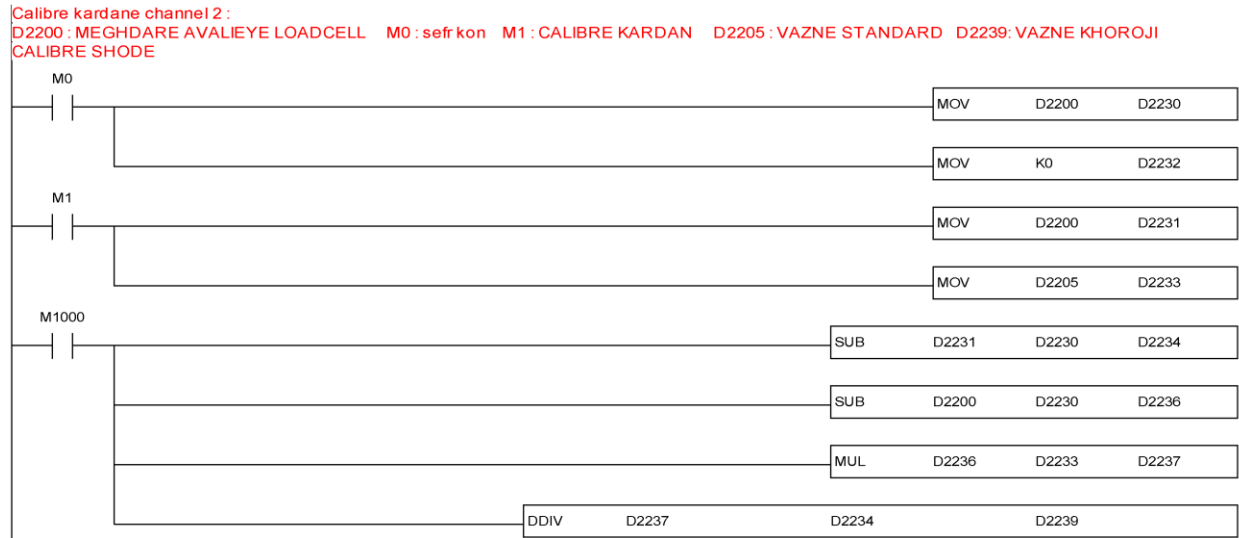 Calibre kardane channel 2 :
D2200 : MEGHDARE AVALIEYE LOADCELL M0 : sefr kon M1 : CALIBRE KARDAN D2205 : VAZNE STANDARD D2239: VAZNE KHOROJI
CALIBRE SHODE
M0
MOV D2200 D2230
MOV K0 D2232
M1
MOV D2200 D2231
MOV D2205 D2233
M1000
SUB D2231 D2230 D2234
SUB D2200 D2230 D2236
MUL D2236 D2233 D2237
DDIV D2237 D2234 D2239